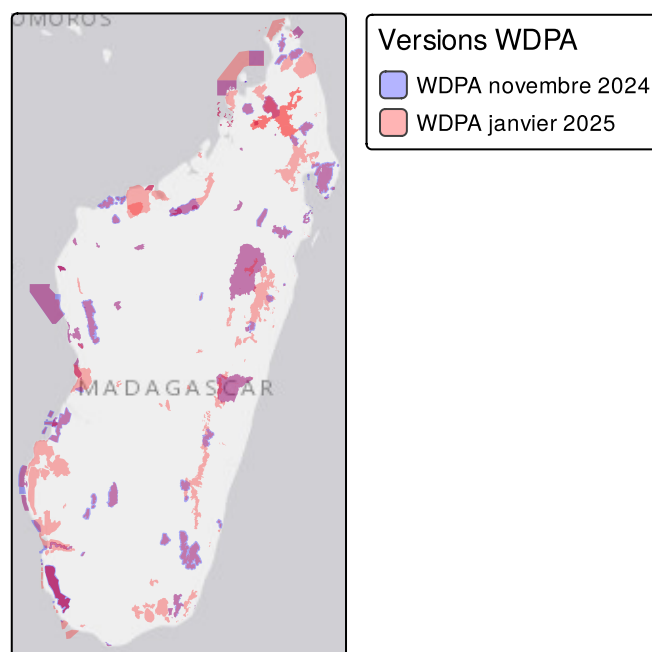 OMOROS
Versions WDPA
WDPA novembre 2024
WDPA janvier 2025
MADAGASCAR